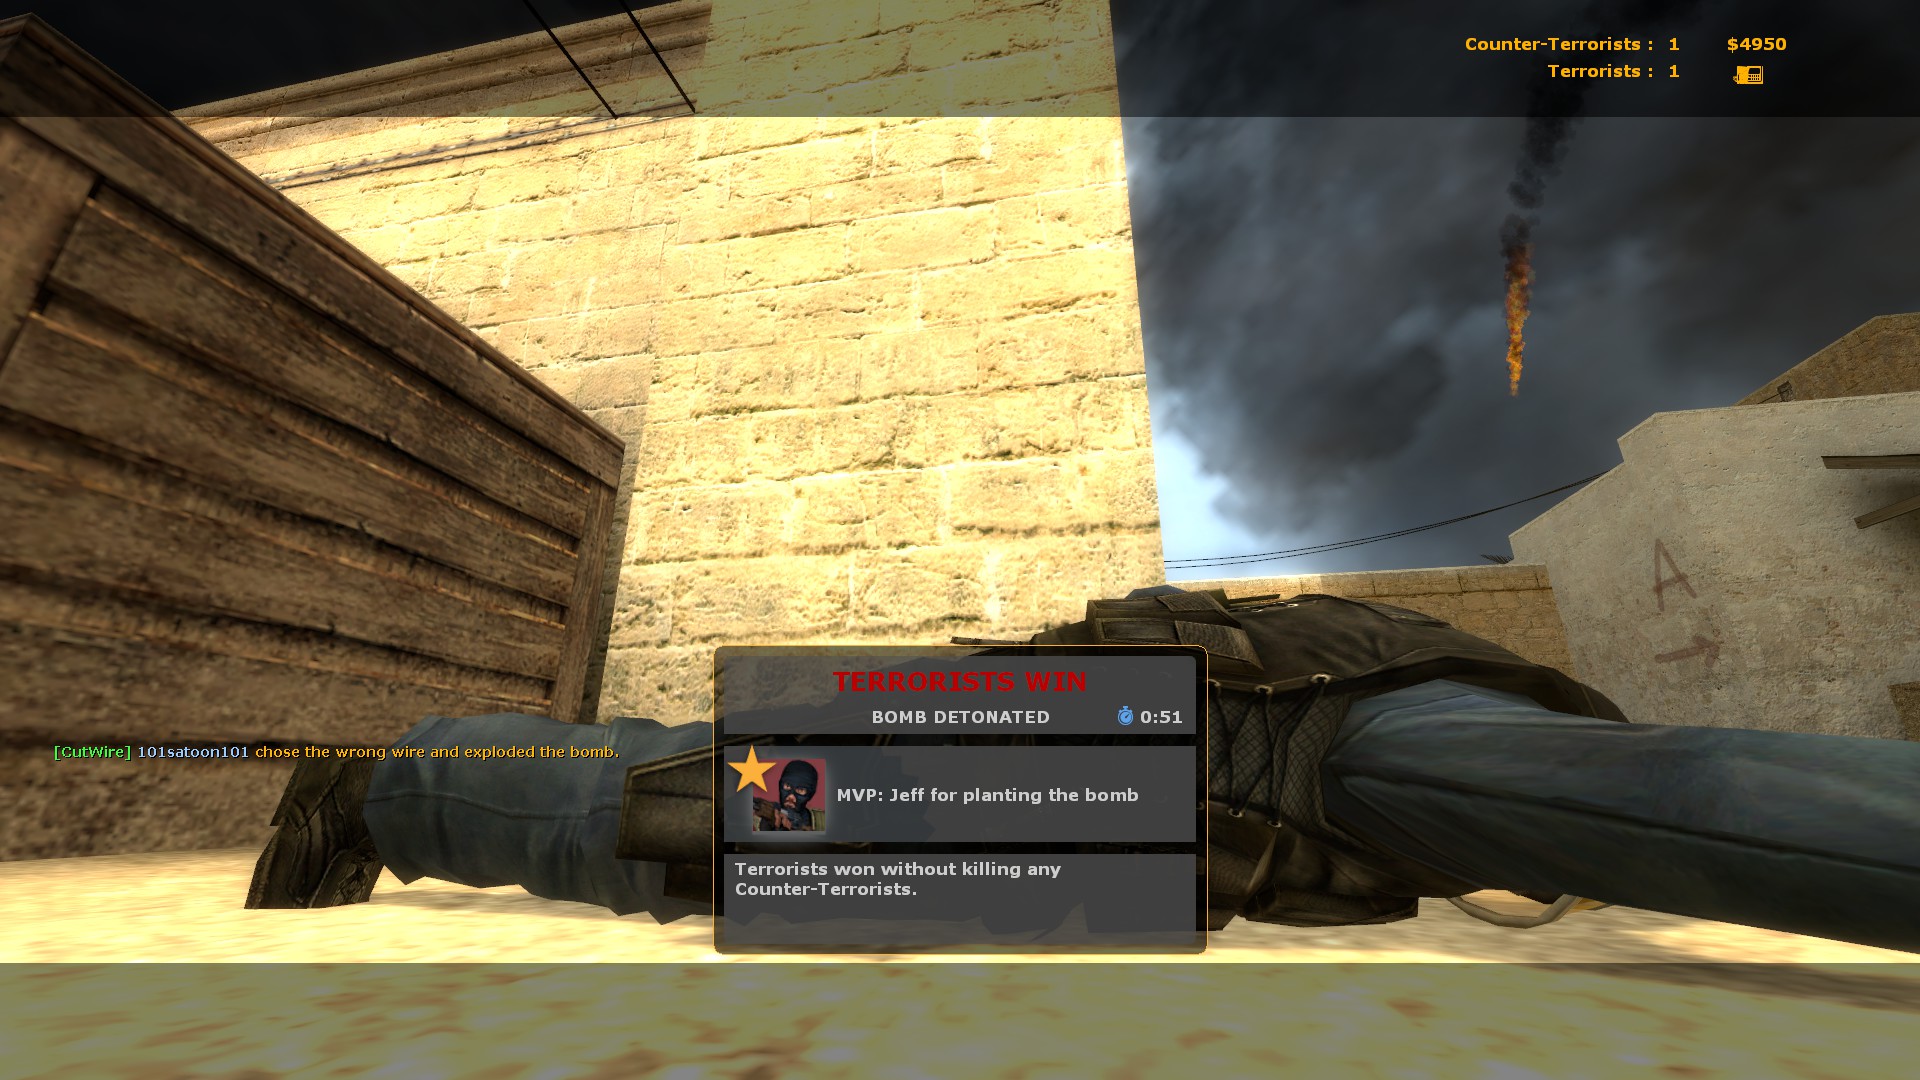 Counter-Terrorists : 1 $4950
Terrorists : 1
A
TERRORISTS WIN
BOMB DETONATED 0:51
[CutWire] 101satoon101 chose the wrong wire and exploded the bomb.
MVP: Jeff for planting the bomb
Terrorists won without killing any
Counter-Terrorists.